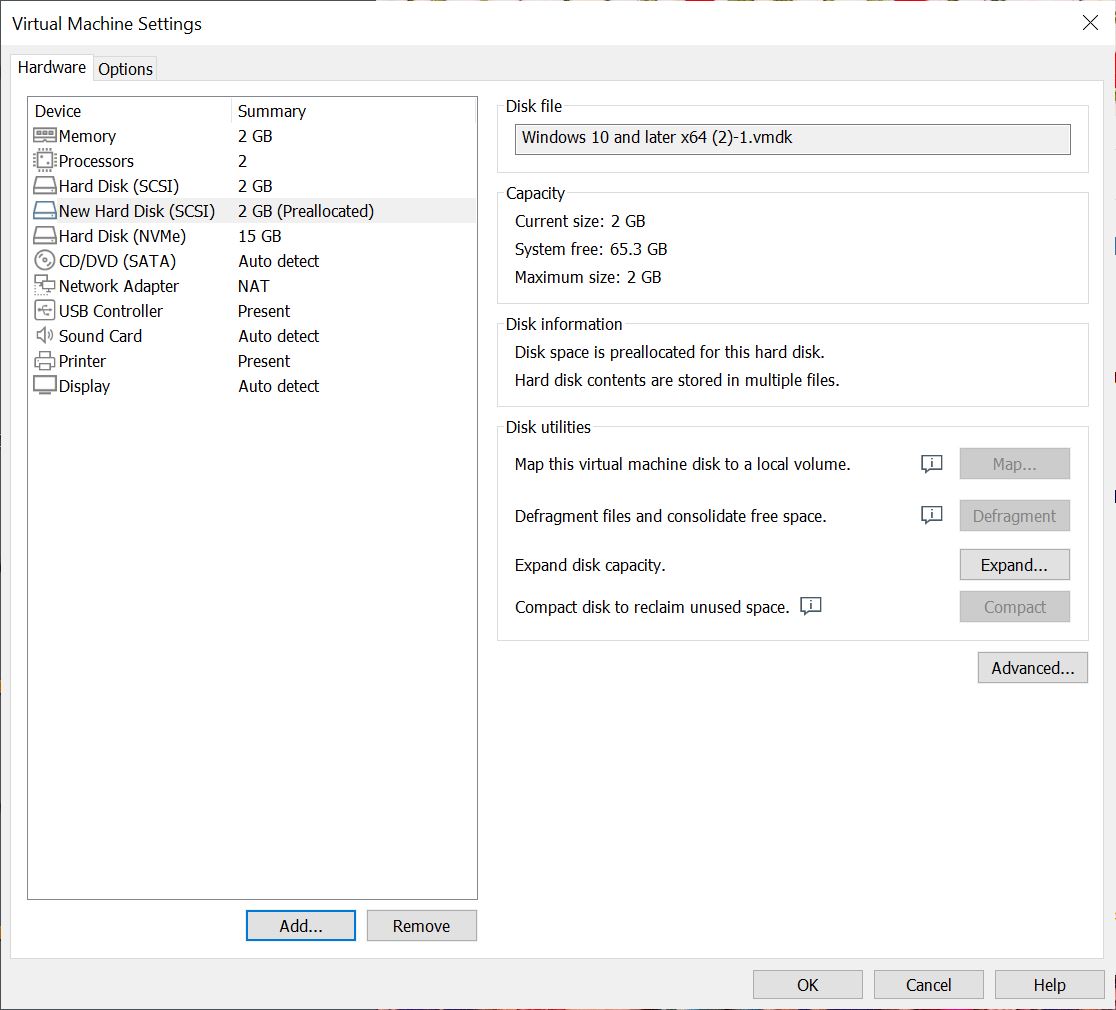 Virtual Machine Settings
Hardware Options
Device Summary
Memory 2 GB
Processors 2
Hard Disk (SCSI) 2 GB
New Hard Disk (SCSI) 2 GB (Preallocated)
Hard Disk (NVMe) 15 GB
CD/DVD (SATA) Auto detect
Network Adapter NAT
USB Controller Present
Sound Card Auto detect
Printer Present
Display Auto detect
Add... Remove
Disk file
Windows 10 and later x64 (2)-1.vmdk
Capacity
Current size: 2 GB
System free: 65.3 GB
Maximum size: 2 GB
Disk information
Disk space is preallocated for this hard disk.
Hard disk contents are stored in multiple files.
Disk utilities
Map this virtual machine disk to a local volume. Map...
Defragment files and consolidate free space. Defragment
Expand disk capacity. Expand...
Compact disk to reclaim unused space. Compact
Advanced...
OK Cancel Help